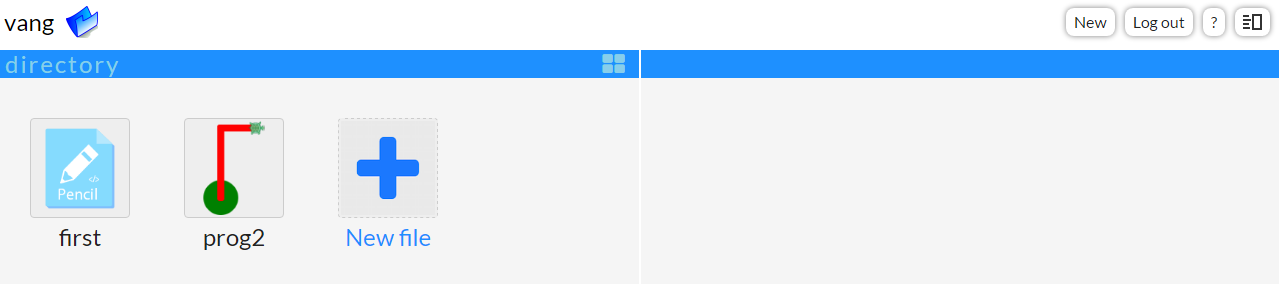 vang
New
Log out
?
directory
Pencil
</>
first
prog2
New file